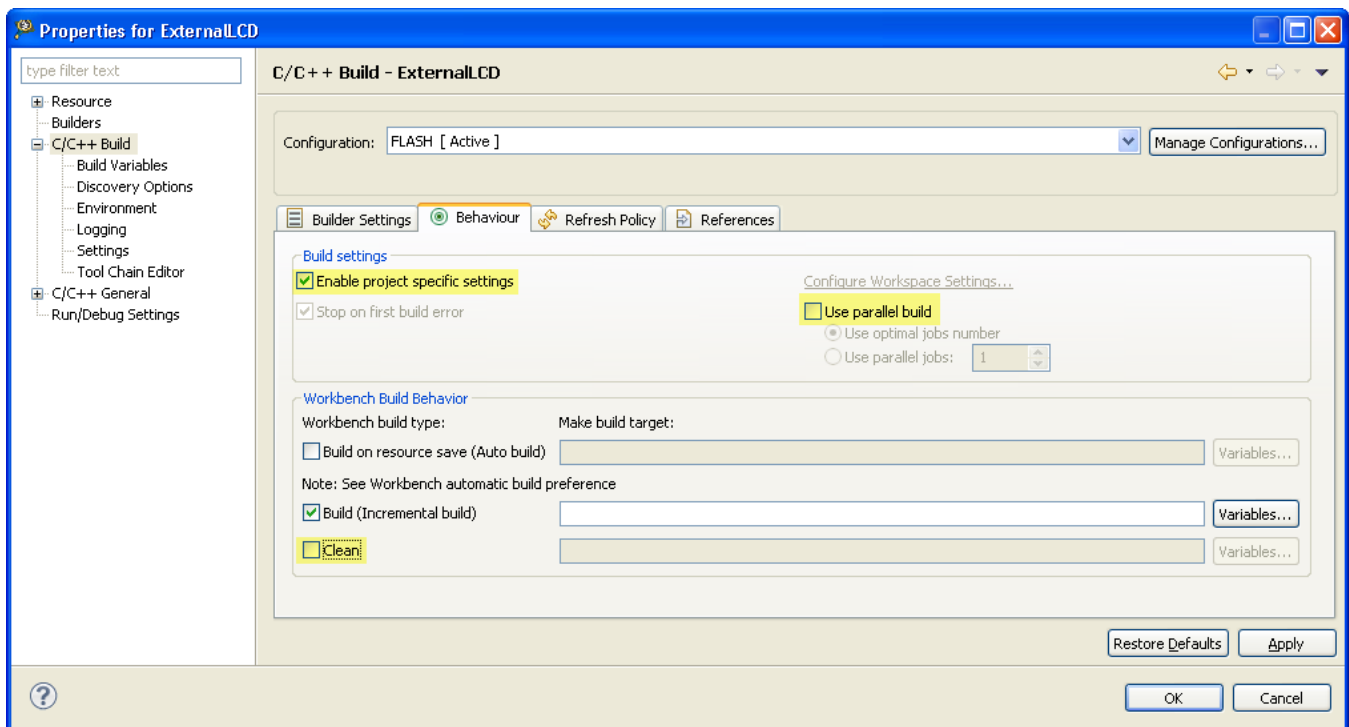 Properties for ExternalLCD
type filter text
C/C++ Build - ExternalLCD
Resource
Builders
C/C++ Build
Build Variables
Discovery Options
Environment
Logging
Settings
Tool Chain Editor
C/C++ General
Run/Debug Settings
Configuration: FLASH [ Active ] Manage Configurations...
Builder Settings Behaviour Refresh Policy References
Build settings
Enable project specific settings Configure Workspace Settings...
Stop on first build error Use parallel build
Use optimal jobs number
Use parallel jobs: 1
Workbench Build Behavior
Workbench build type: Make build target:
Build on resource save (Auto build) Variables...
Note: See Workbench automatic build preference
Build (Incremental build) Variables...
Clean Variables...
Restore Defaults Apply
? OK Cancel